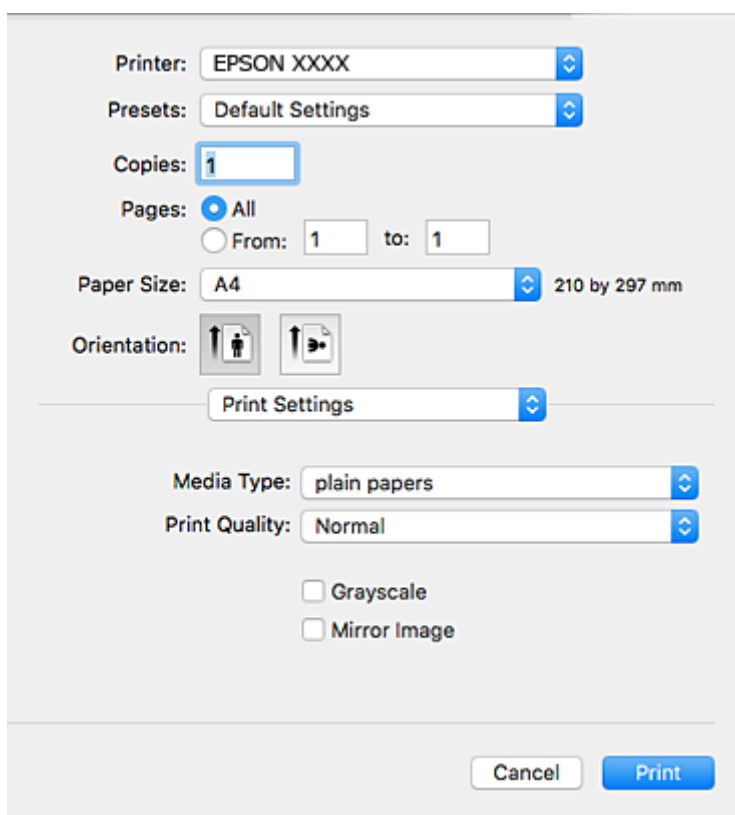 Printer: EPSON XXXX
Presets: Default Settings
Copies: 1
Pages: All
From: 1 to: 1
Paper Size: A4 210 by 297 mm
Orientation:
Print Settings
Media Type: plain papers
Print Quality: Normal
Grayscale
Mirror Image
Cancel Print